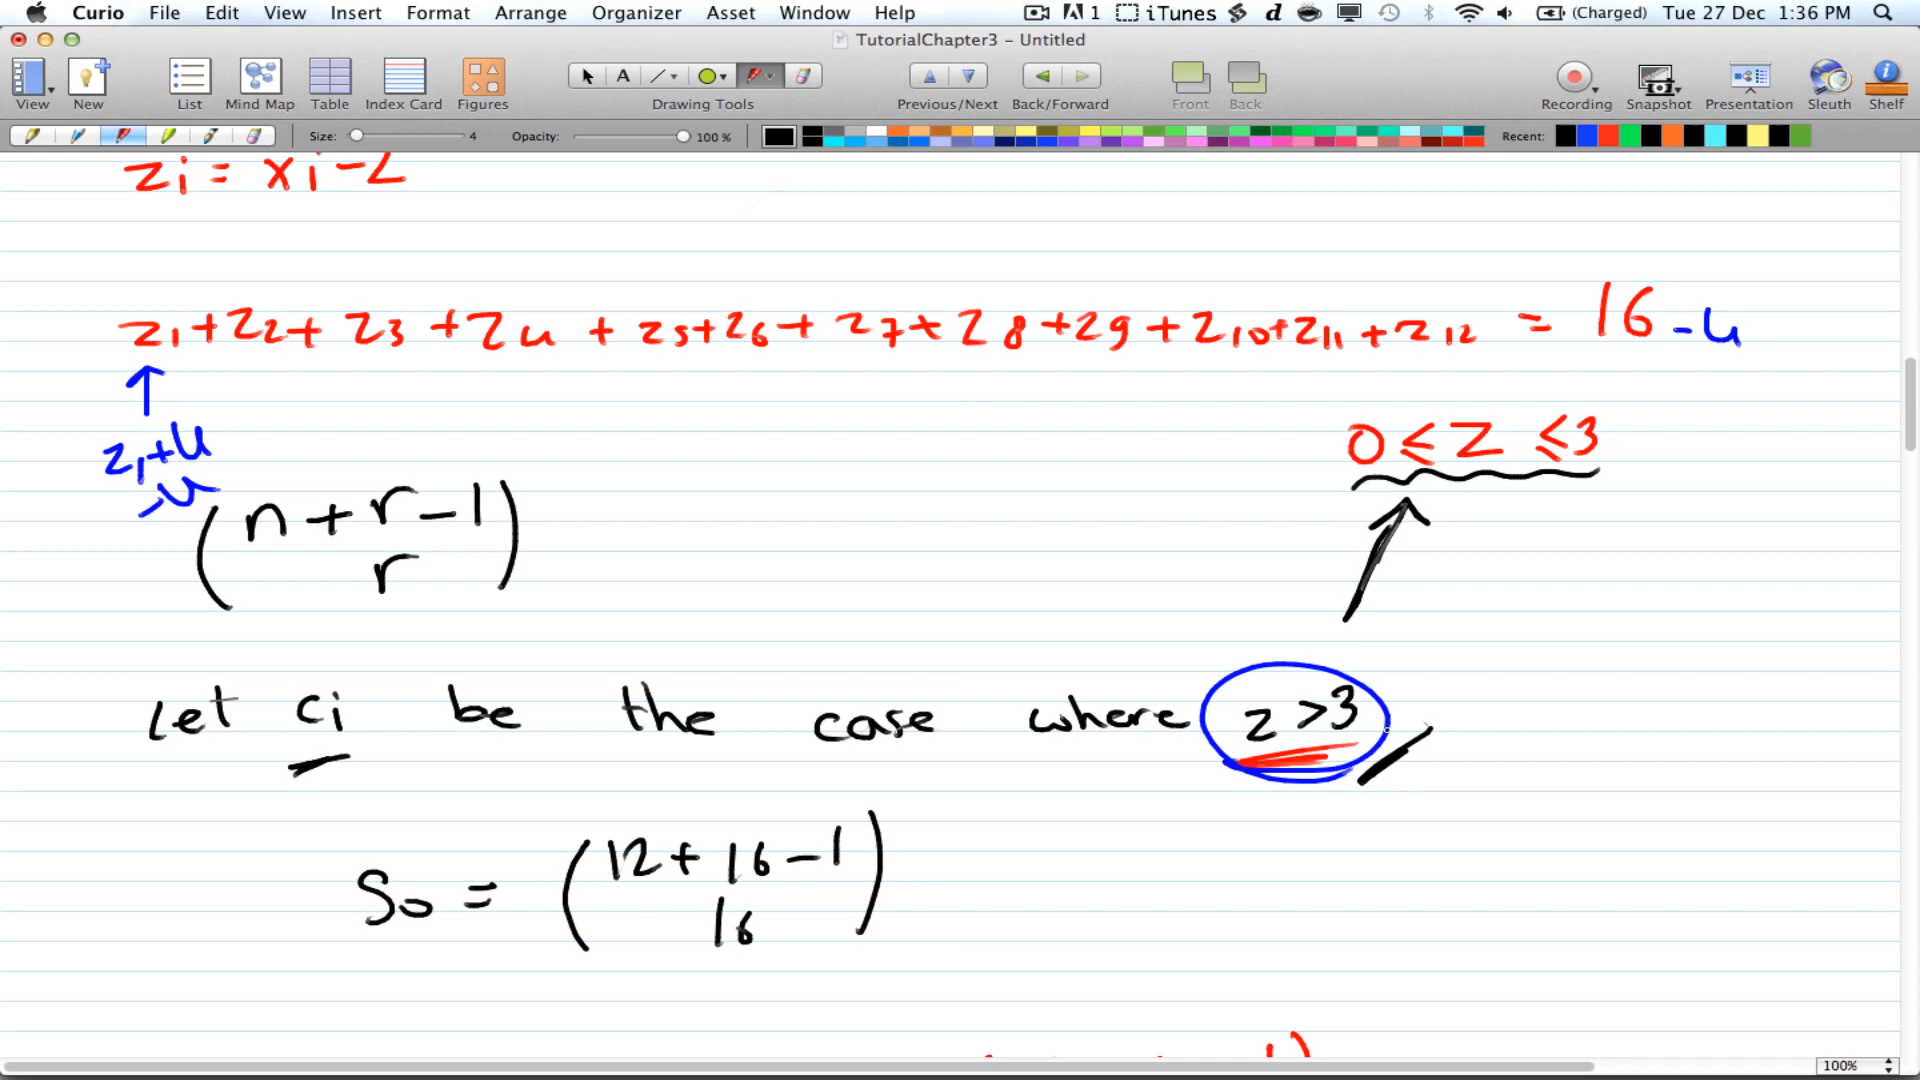 Curio File Edit View Insert Format Arrange Organizer Asset Window Help 1 iTunes d (Charged) Tue 27 Dec 1:36 PM
TutorialChapter3 – Untitled
View New List Mind Map Table Index Card Figures A Drawing Tools Previous/Next Back/Forward Front Back Recording Snapshot Presentation Sleuth Shelf
Size: 4 Opacity: 100 % Recent:
zi = xi - 2
z1 + z2 + z3 + z4 + z5 + z6 + z7 + z8 + z9 + z10 + z11 + z12 = 16 - 4
0 ≤ z ≤ 3
z1 + 4
-4
(n + r - 1)
r
Let ci be the case where z > 3
S0 = (12 + 16 - 1)
16
100%